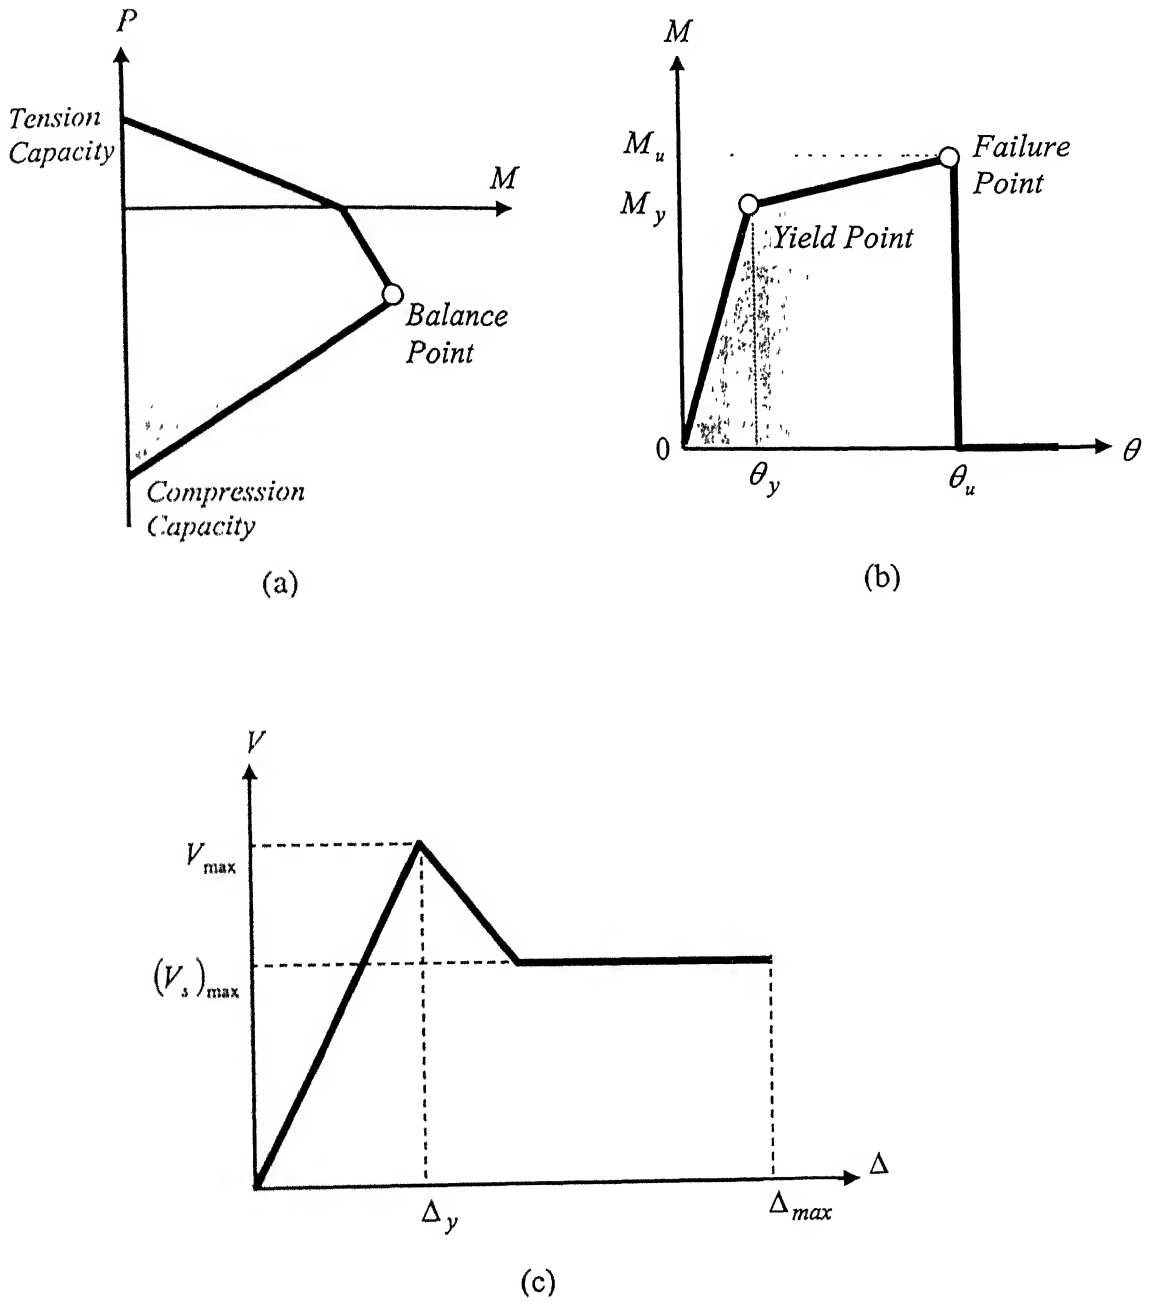 P
Tension
Capacity
M
Balance
Point
Compression
Capacity
(a)
M
M_u
Failure
Point
M_y
Yield Point
0
θ_y
θ_u
θ
(b)
V
V_max
(V_s)_max
Δ
Δ_y
Δ_max
(c)